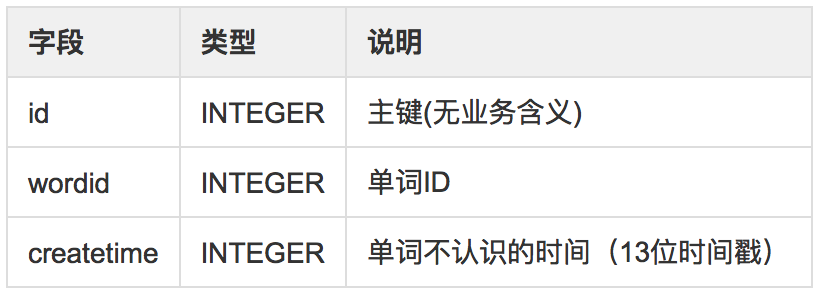 字段 类型 说明
id INTEGER 主键(无业务含义)
wordid INTEGER 单词ID
createtime INTEGER 单词不认识的时间（13位时间戳）